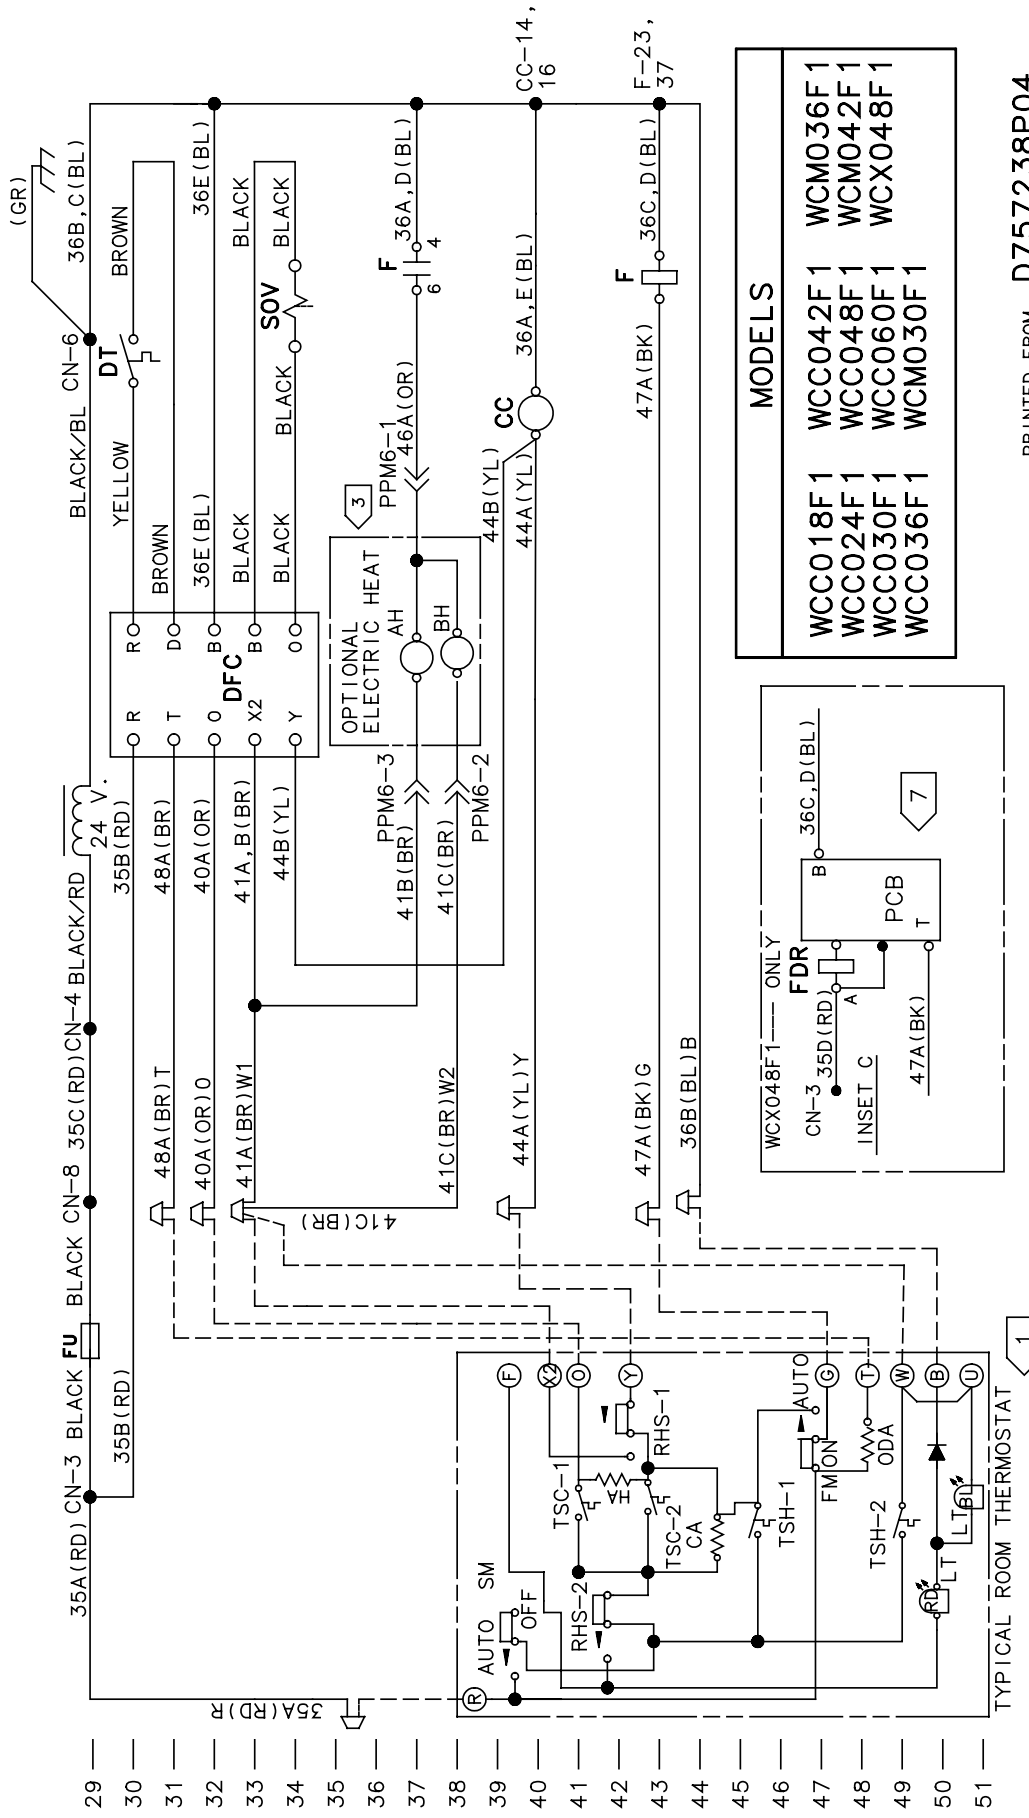 29
30
31
32
33
34
35
36
37
38
39
40
41
42
43
44
45
46
47
48
49
50
51
35A(RD) CN-3 BLACK FU BLACK CN-8 35C(RD) CN-4 BLACK/RD 24 V. BLACK/BL CN-6 36B,C(BL)
(GR)
35B(RD)
35B(RD)
R R YELLOW DT BROWN
48A(BR)T 48A(BR) T D BROWN
40A(OR)O 40A(OR) O B 36E(BL) 36E(BL)
DFC
41A(BR)W1 41A,B(BR) X2 B BLACK BLACK
44B(YL) Y O BLACK BLACK SOV BLACK
35A(RD)R
41C(BR)
OPTIONAL
ELECTRIC HEAT
3
41B(BR) PPM6-3 AH PPM6-1 46A(OR) F 6 4 36A,D(BL)
41C(BR)W2 41C(BR) PPM6-2 BH
44B(YL)
44A(YL)Y 44A(YL) CC 36A,E(BL) CC-14,
16
47A(BK)G 47A(BK) F 36C,D(BL) F-23,
37
36B(BL)B
R
AUTO SM
OFF
F
X2
O
Y
G
T
W
B
U
TSC-1
HA
RHS-1
RHS-2
TSC-2
CA
TSH-1
AUTO
FM ON
ODA
TSH-2
RD
LT
LT
BL
TYPICAL ROOM THERMOSTAT
1
WCX048F1--- ONLY
CN-3 35D(RD) FDR
A
B 36C,D(BL)
INSET C
PCB
T
47A(BK)
7
MODELS
WCC018F1 WCC042F1 WCM036F1
WCC024F1 WCC048F1 WCM042F1
WCC030F1 WCC060F1 WCX048F1
WCC036F1 WCM030F1
PRINTED FROM D757238P04